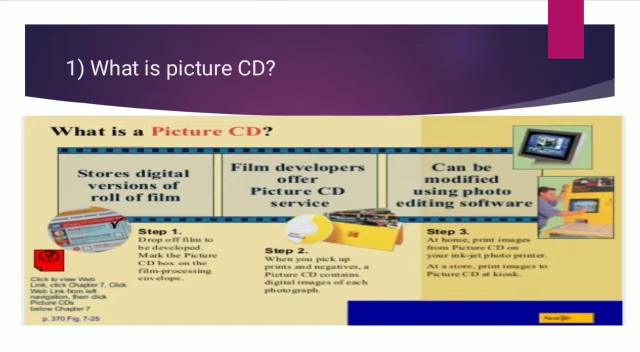 1) What is picture CD?
What is a Picture CD?
Stores digital
versions of
roll of film
Film developers
offer
Picture CD
service
Can be
modified
using photo
editing software
Step 1.
Drop off film to
be developed.
Mark the Picture
CD box on the
film-processing
envelope.
Step 2.
When you pick up
prints and negatives, a
Picture CD contains
digital images of each
photograph.
Step 3.
At home, print images
from Picture CD on
your ink-jet photo printer.
At a store, print images to
Picture CD at kiosk.
Click to view Web
Link, click Chapter 7, Click
Web Link from left
navigation, then click
Picture CDs
below Chapter 7
p. 370 Fig. 7-25
Next